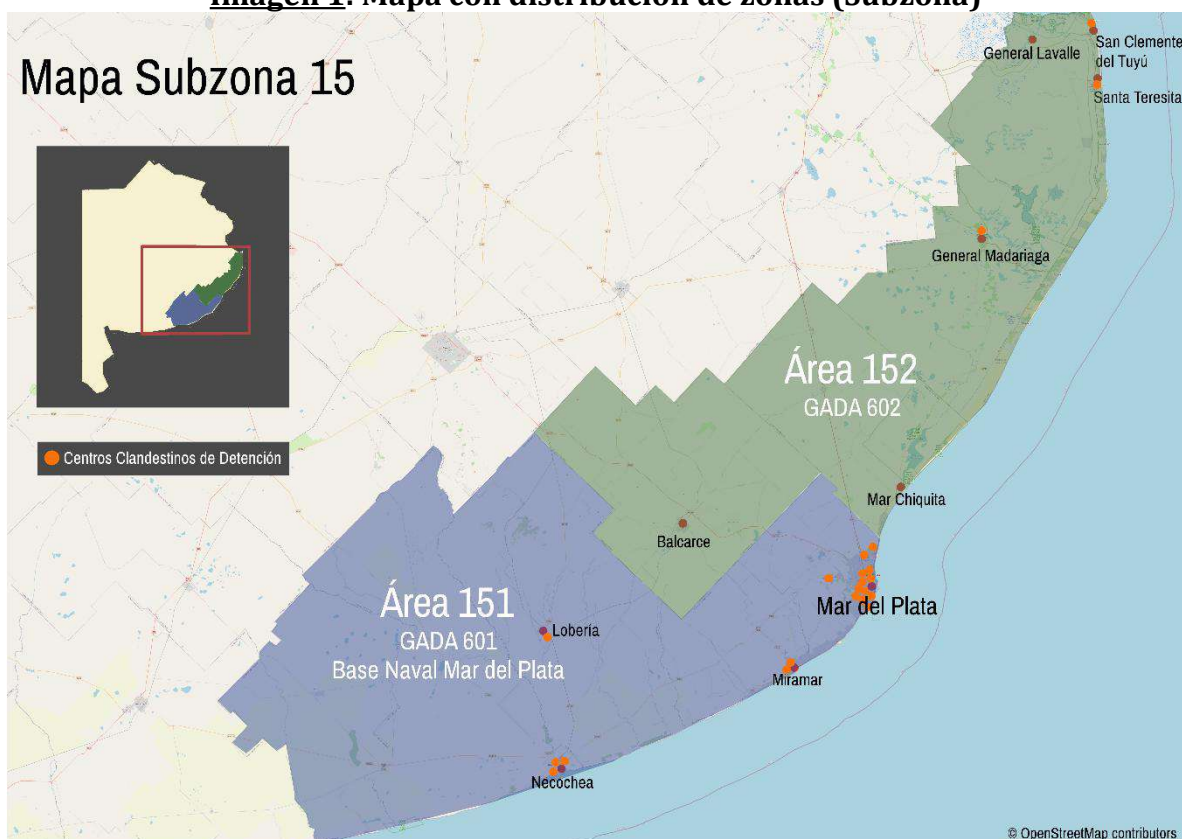 Imagen 1: Mapa con distribución de zonas (Subzona)
Mapa Subzona 15
General Lavalle
San Clemente
del Tuyú
Santa Teresita
General Madariaga
Área 152
GADA 602
Centros Clandestinos de Detención
Mar Chiquita
Balcarce
Área 151
GADA 601
Base Naval Mar del Plata
Mar del Plata
Lobería
Miramar
Necochea
© OpenStreetMap contributors